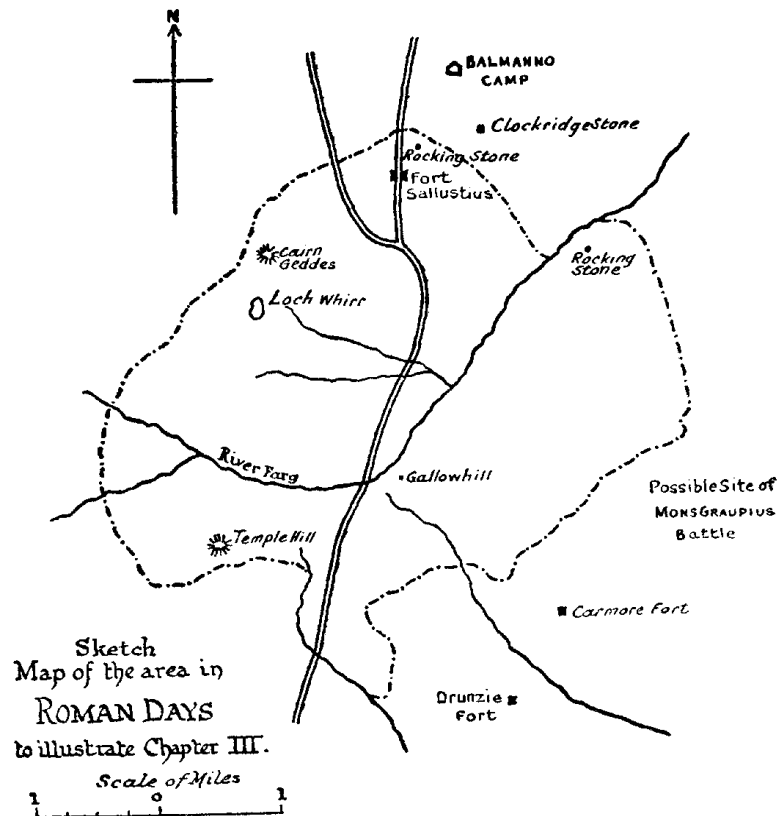 N
BALMANNO
CAMP
Clockridge Stone
Rocking Stone
Fort
Sallustius
Rocking
Stone
Cairn
Geddes
Loch Whirr
River Farg
Gallowhill
Possible Site of
MONS GRAUPIUS
Battle
Temple Hill
Carmore Fort
Drunzie
Fort
Sketch
Map of the area in
ROMAN DAYS
to illustrate Chapter III.
Scale of Miles
1 0 1